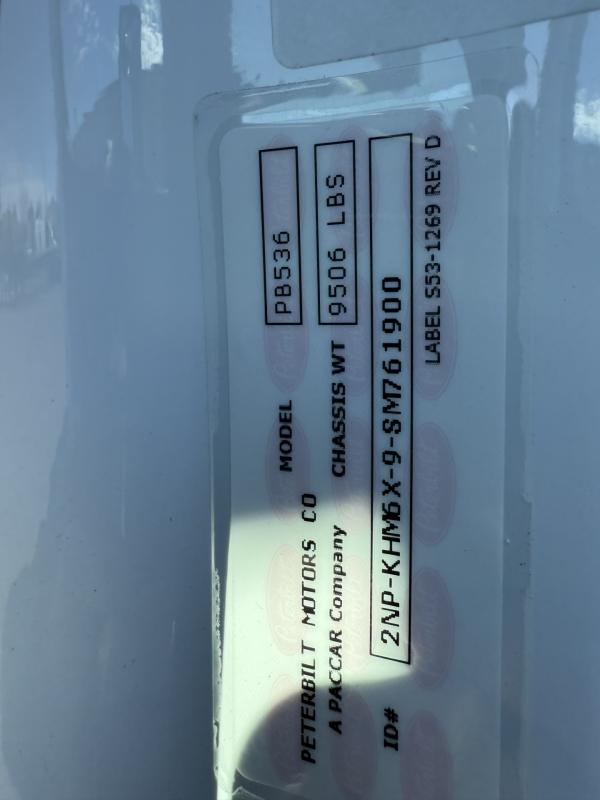 PETERBILT MOTORS CO MODEL PB536
A PACCAR Company CHASSIS WT 9506 LBS
ID# 2NP-KHM6X-9-SM761900
LABEL S53-1269 REV D